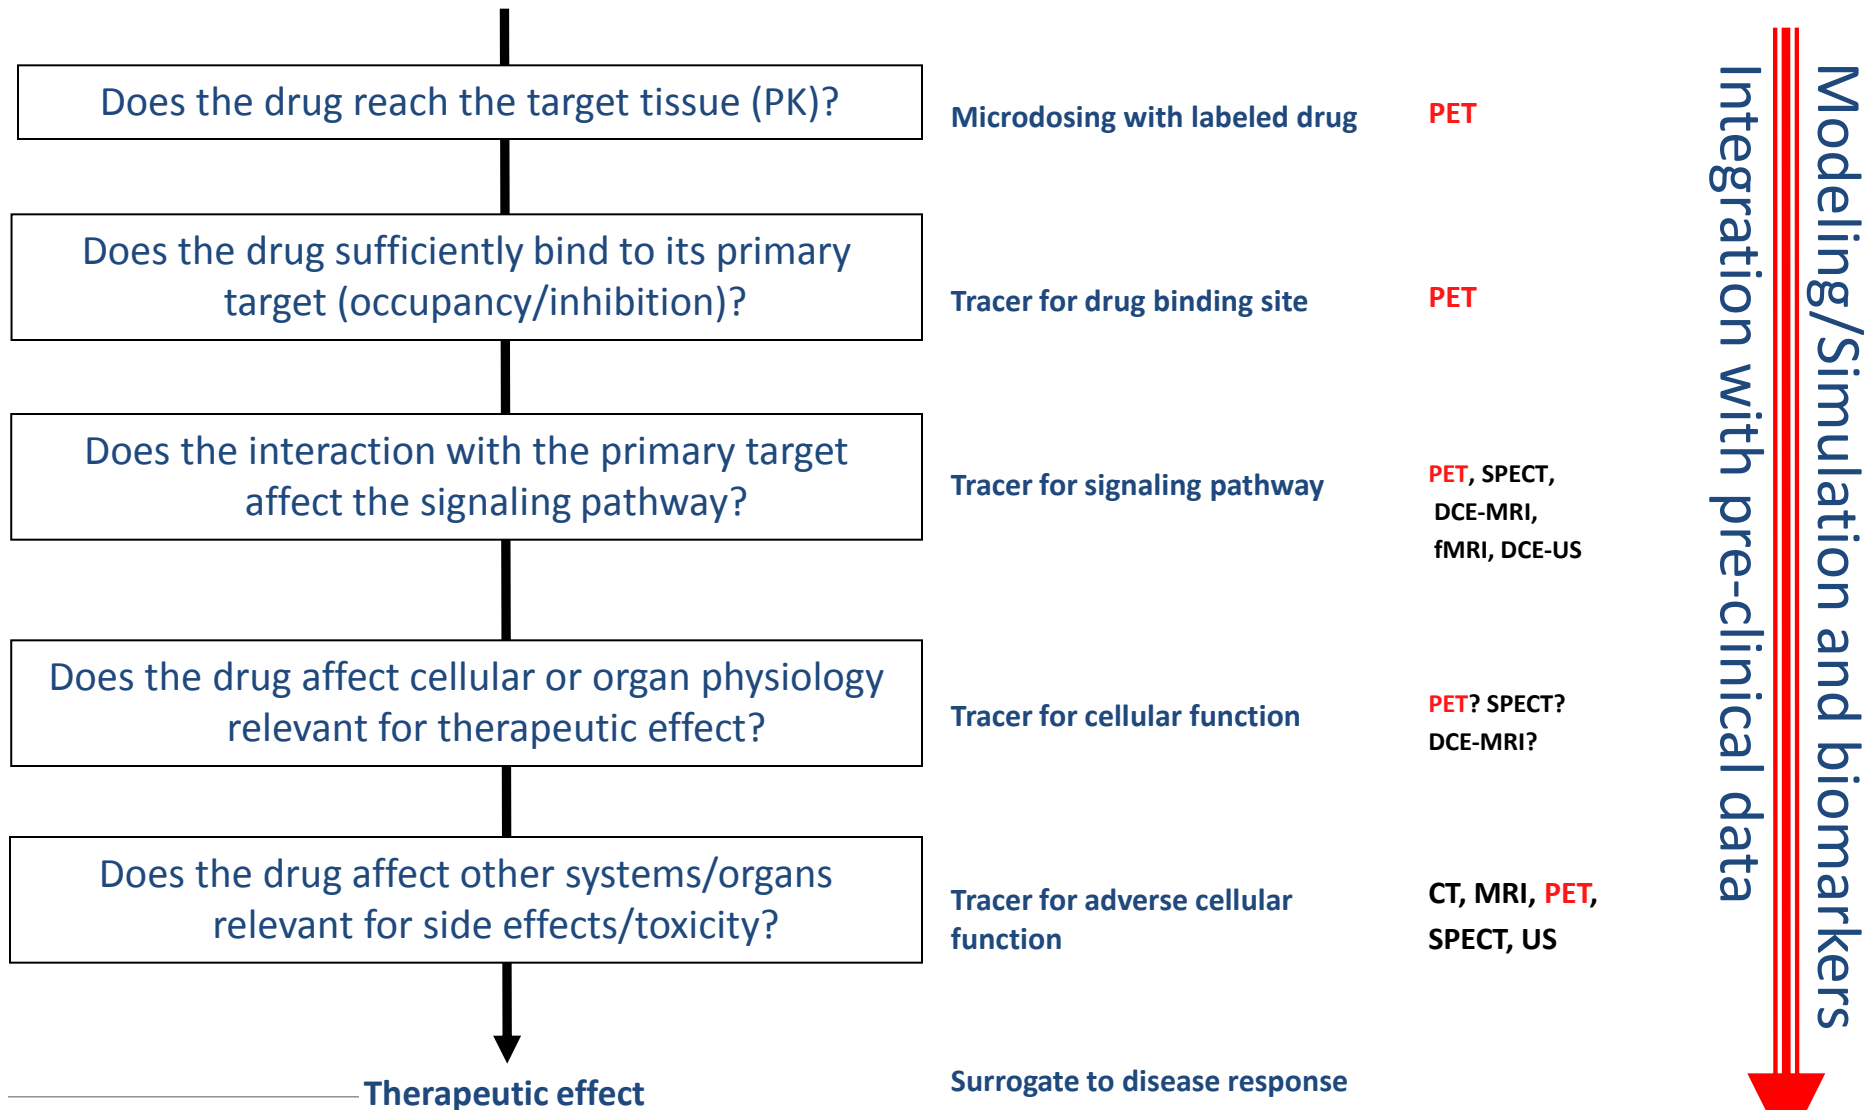 Does the drug reach the target tissue (PK)?
Microdosing with labeled drug
PET
Does the drug sufficiently bind to its primary
target (occupancy/inhibition)?
Tracer for drug binding site
PET
Does the interaction with the primary target
affect the signaling pathway?
Tracer for signaling pathway
PET, SPECT,
DCE-MRI,
fMRI, DCE-US
Does the drug affect cellular or organ physiology
relevant for therapeutic effect?
Tracer for cellular function
PET? SPECT?
DCE-MRI?
Does the drug affect other systems/organs
relevant for side effects/toxicity?
Tracer for adverse cellular
function
CT, MRI, PET,
SPECT, US
Therapeutic effect
Surrogate to disease response
Modeling/Simulation and biomarkers
Integration with pre-clinical data